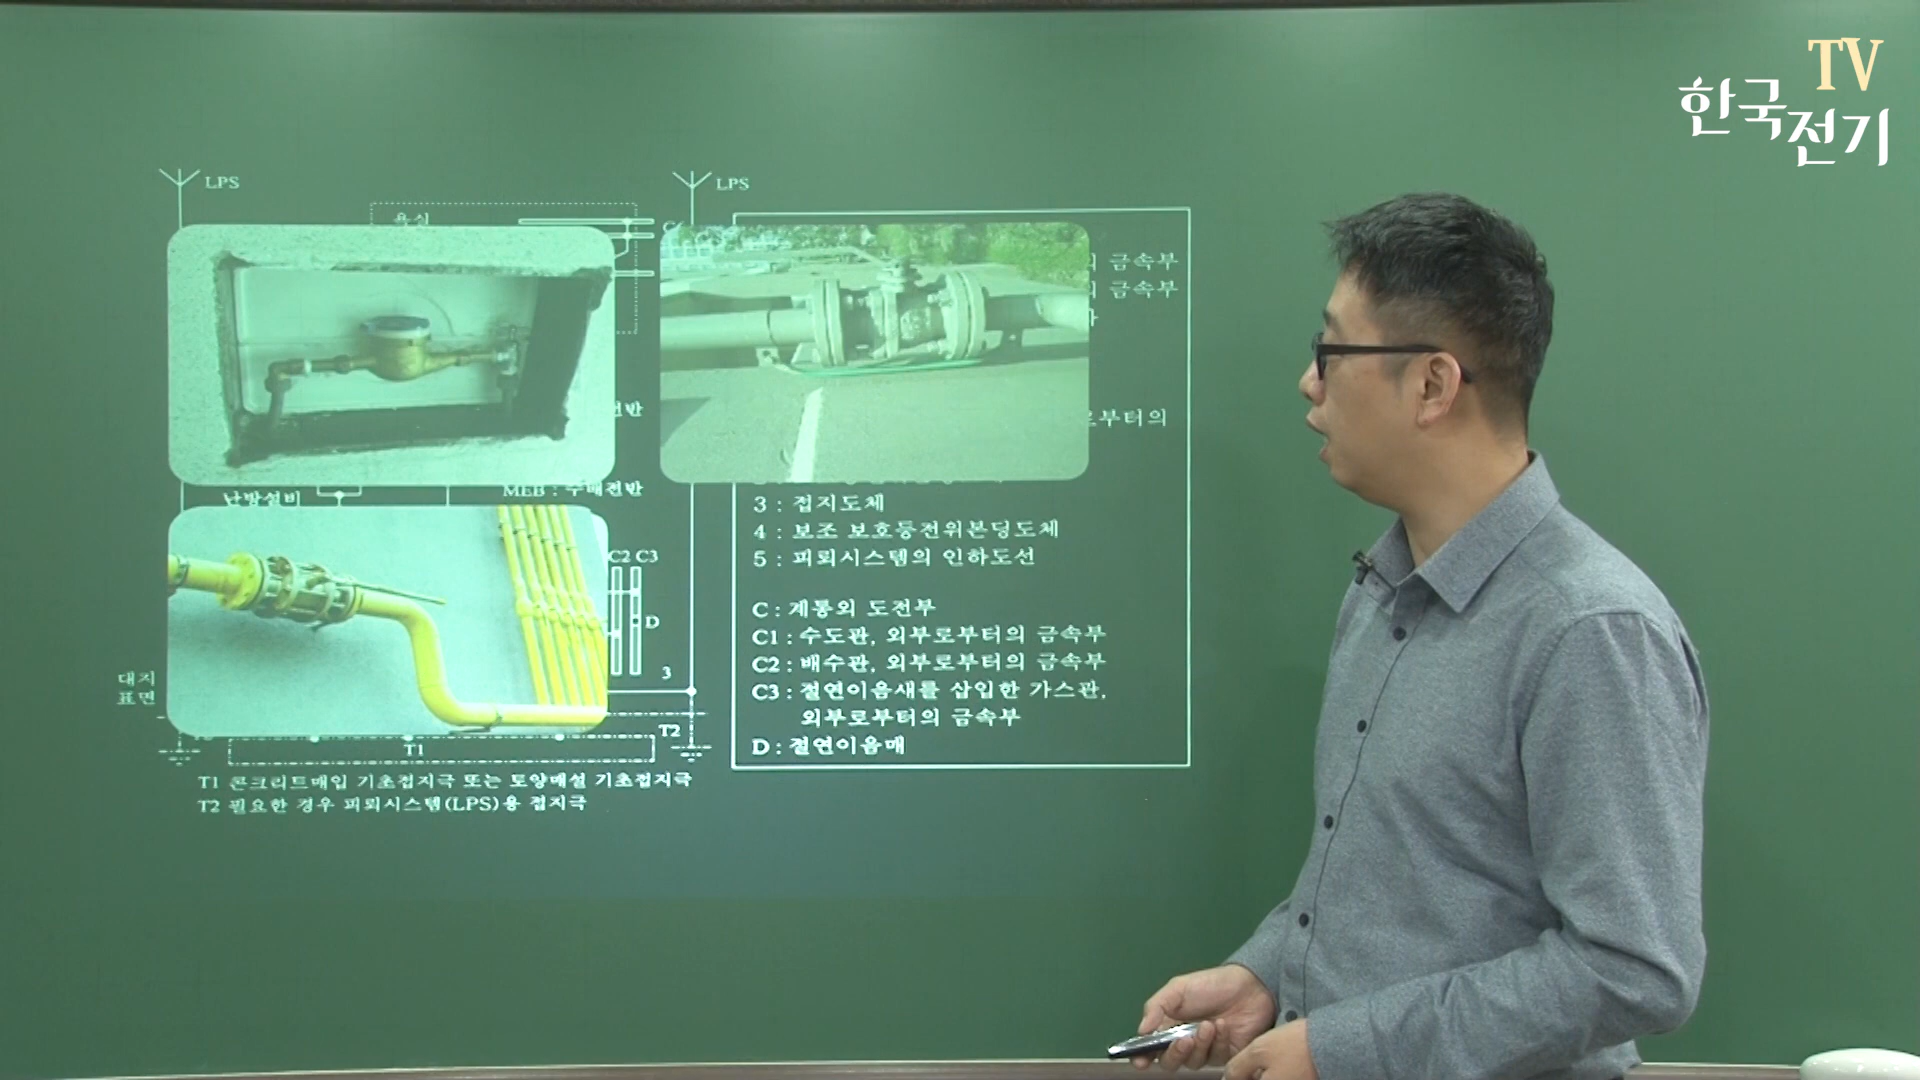 TV
한국전기
LPS
LPS
욕실
금속부
금속부
전반
로부터의
난방설비
MEB : 수배전반
3 : 접지도체
4 : 보조 보호등전위본딩도체
5 : 피뢰시스템의 인하도선
C2 C3
D
3
C : 계통외 도전부
C1 : 수도관, 외부로부터의 금속부
C2 : 배수관, 외부로부터의 금속부
C3 : 절연이음새를 삽입한 가스관,
외부로부터의 금속부
D : 절연이음매
대지
표면
T2
T1
T1 콘크리트매입 기초접지극 또는 토양매설 기초접지극
T2 필요한 경우 피뢰시스템(LPS)용 접지극